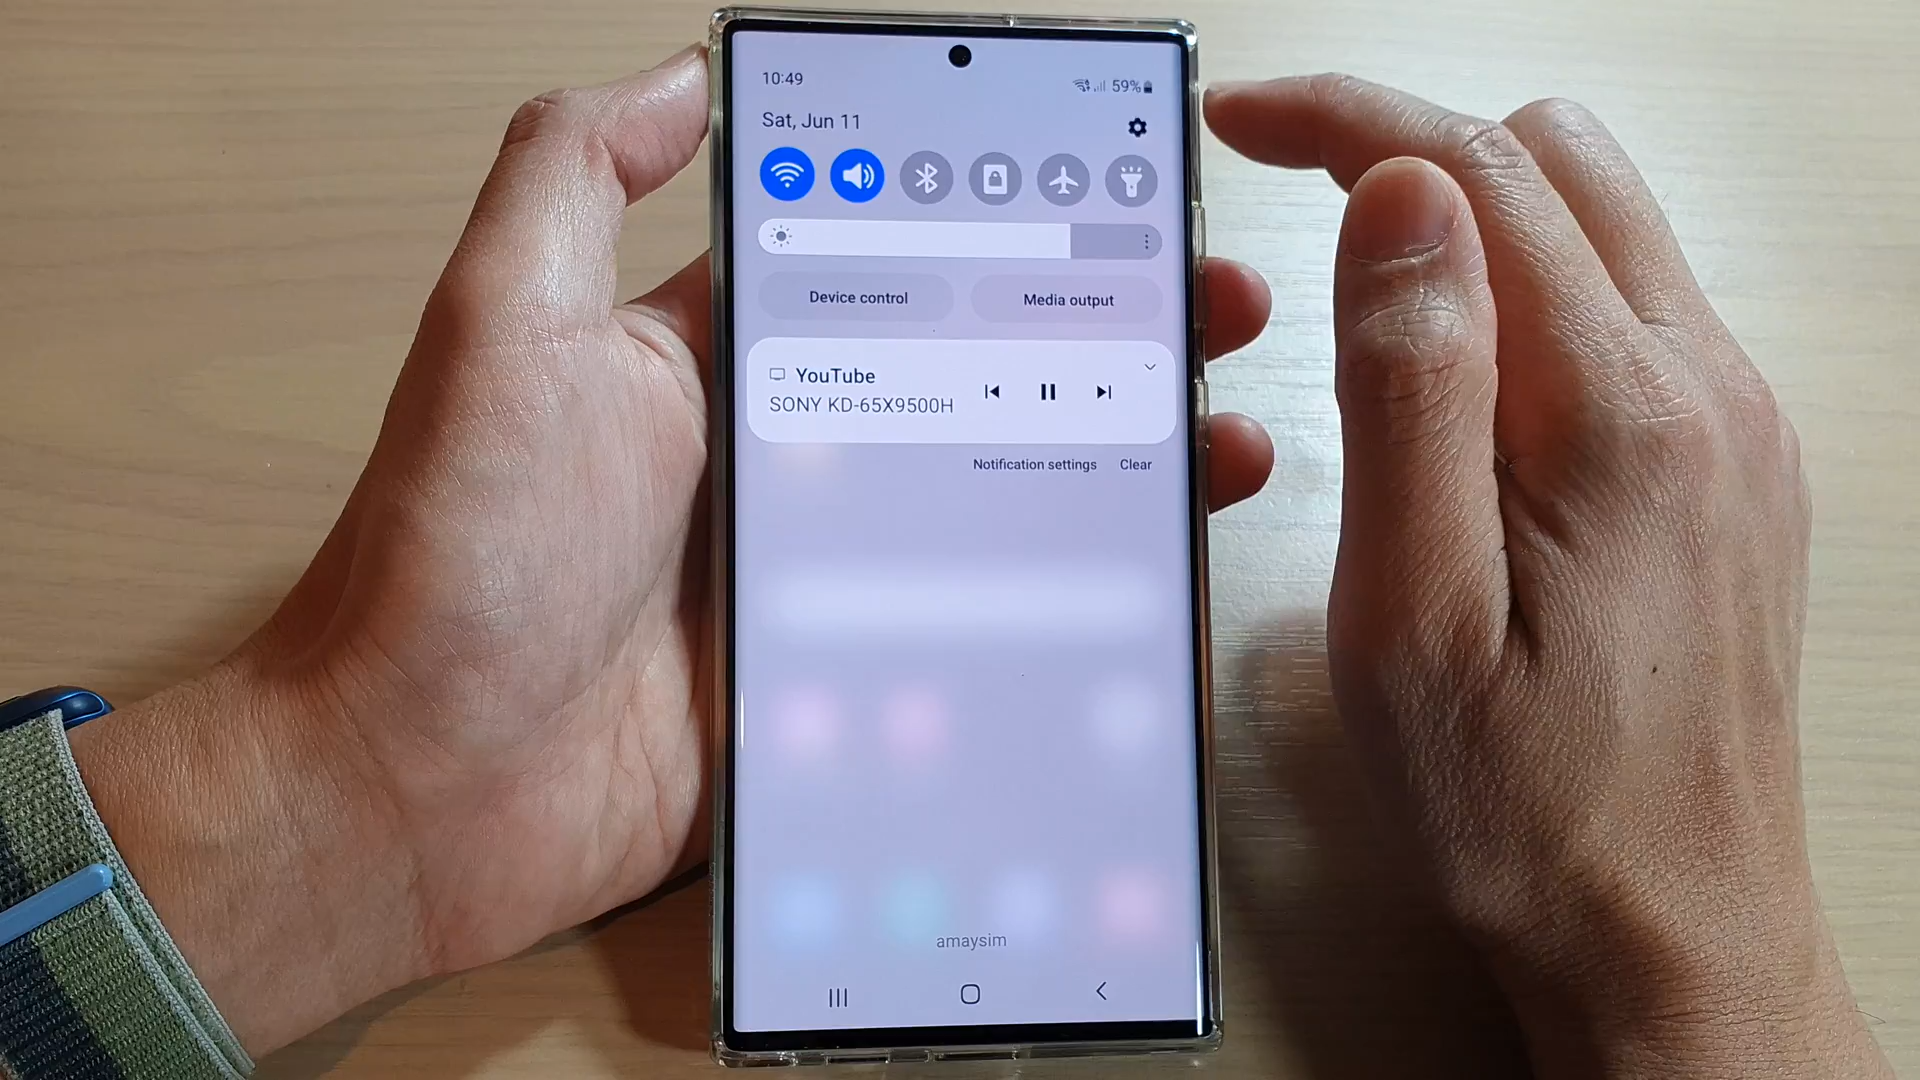 10:49
59%
Sat, Jun 11
Device control
Media output
YouTube
SONY KD-65X9500H
Notification settings
Clear
amaysim